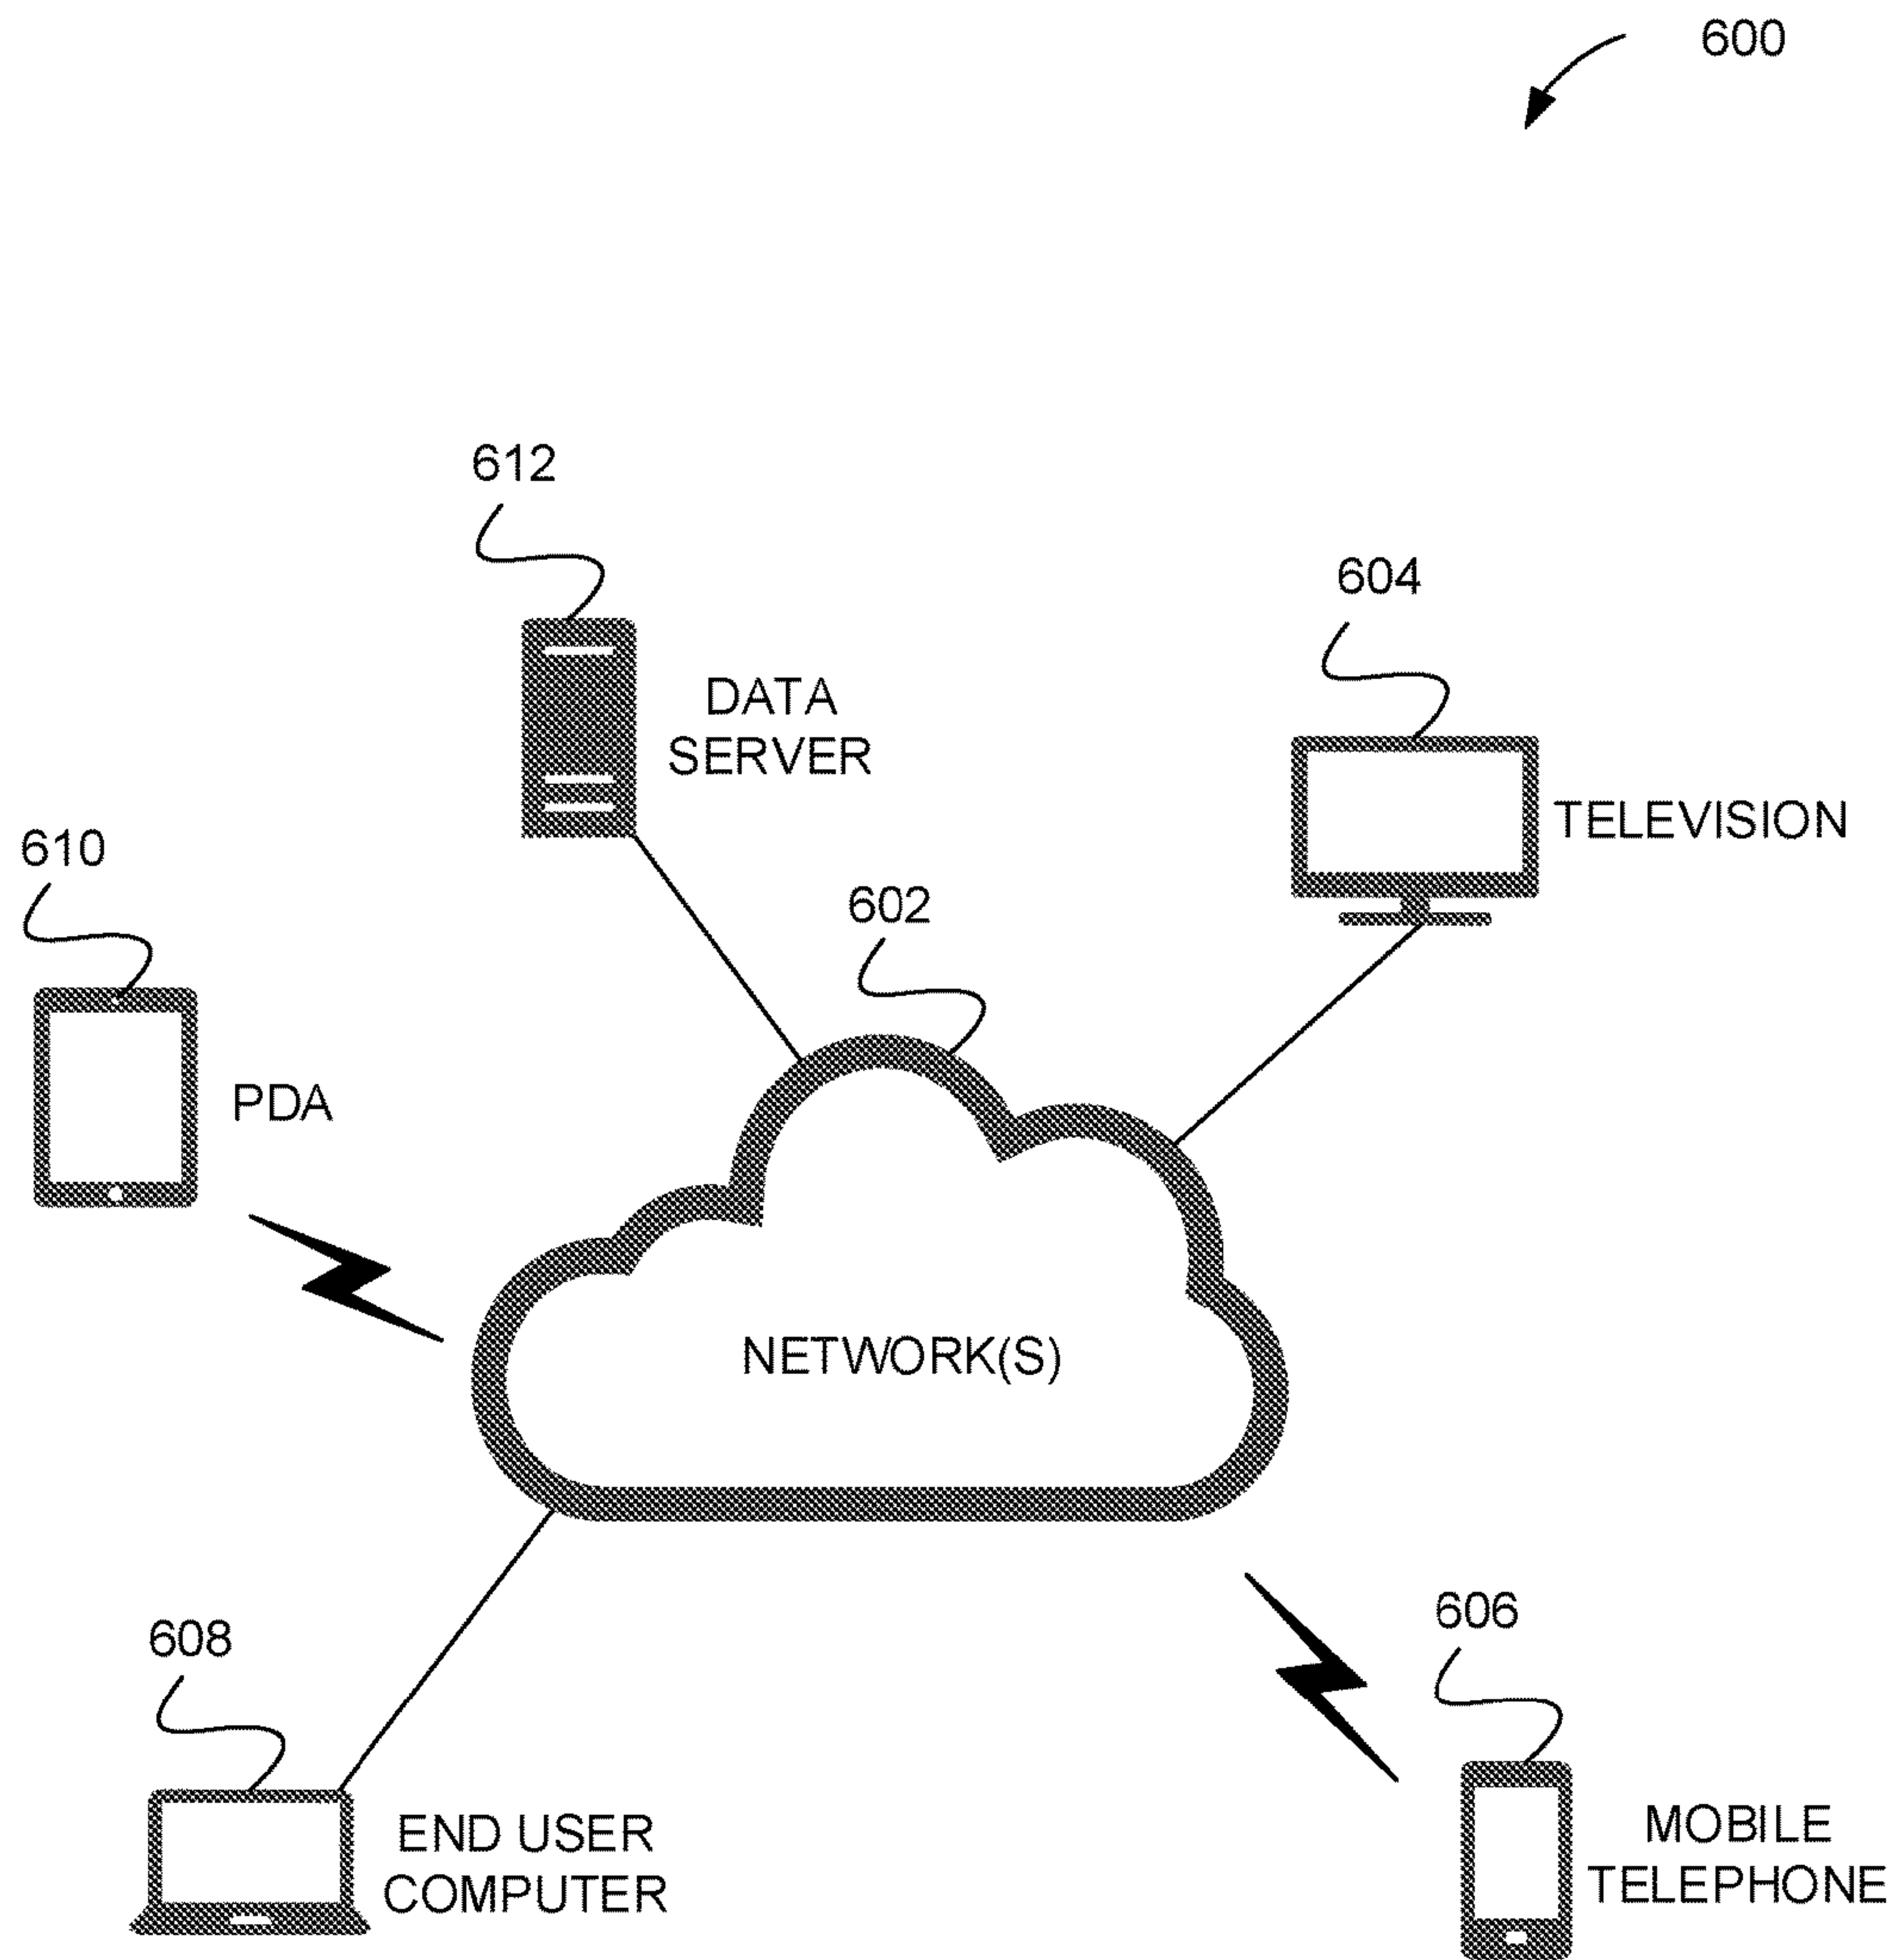 600
612
604
DATA
SERVER
TELEVISION
610
602
PDA
NETWORK(S)
608
606
END USER
COMPUTER
MOBILE
TELEPHONE